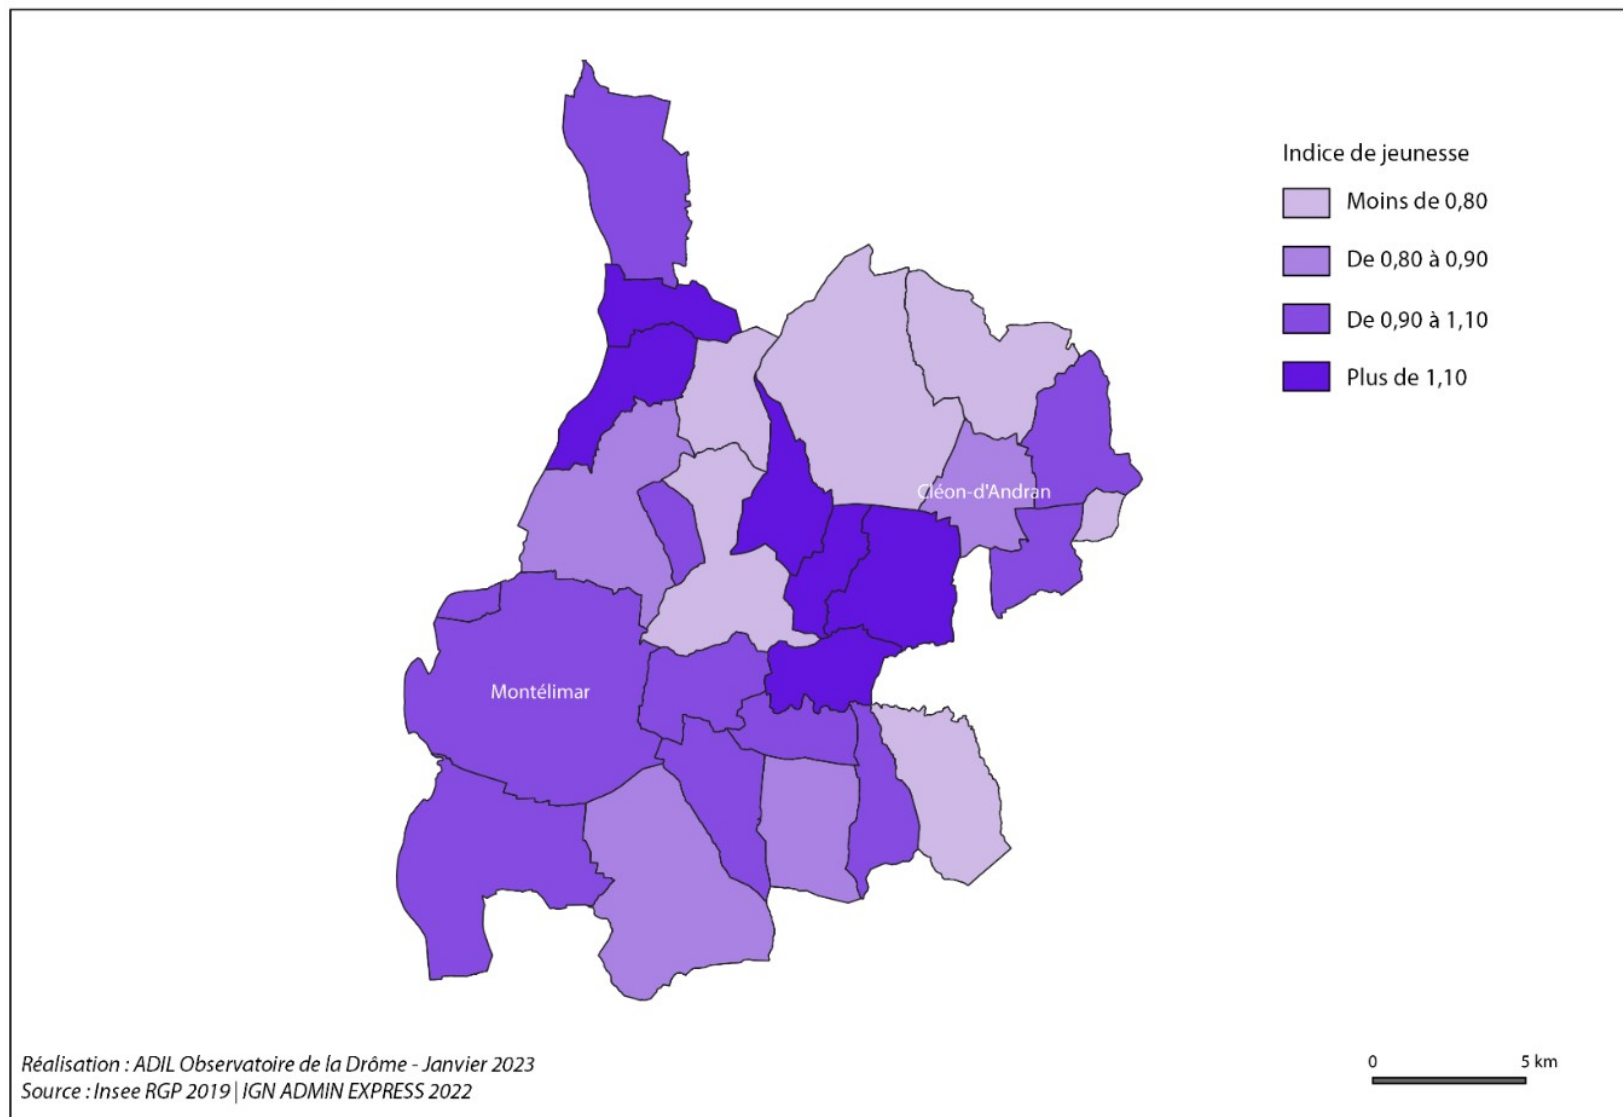 Indice de jeunesse
Moins de 0,80
De 0,80 à 0,90
De 0,90 à 1,10
Plus de 1,10
Cléon-d'Andran
Montélimar
Réalisation : ADIL Observatoire de la Drôme - Janvier 2023
Source : Insee RGP 2019 | IGN ADMIN EXPRESS 2022
0 5 km